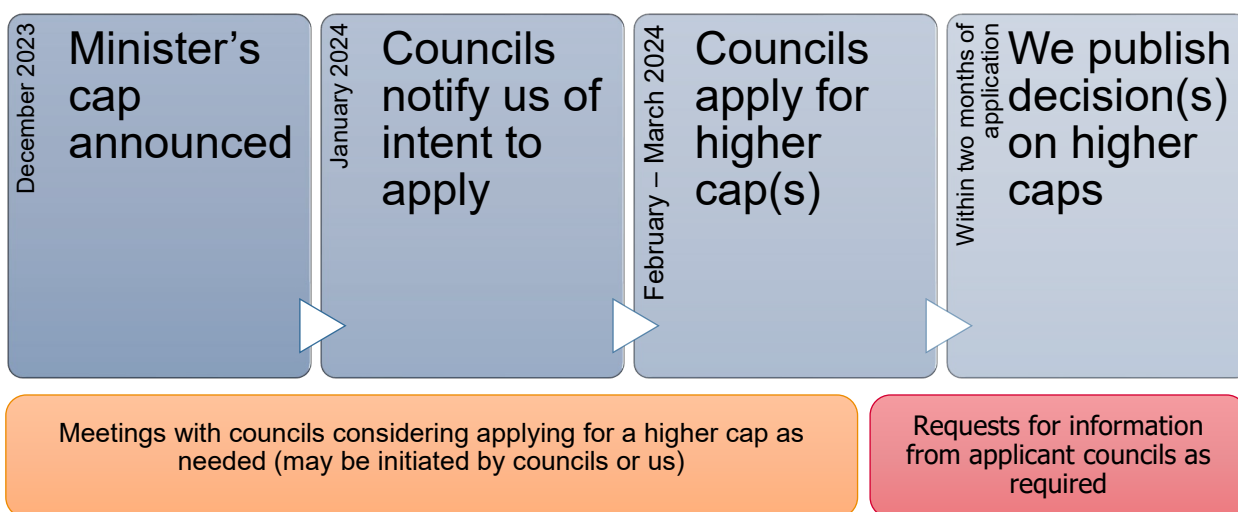 December 2023
Minister’s
cap
announced
January 2024
Councils
notify us of
intent to
apply
February – March 2024
Councils
apply for
higher
cap(s)
Within two months of
application
We publish
decision(s)
on higher
caps
Meetings with councils considering applying for a higher cap as
needed (may be initiated by councils or us)
Requests for information
from applicant councils as
required